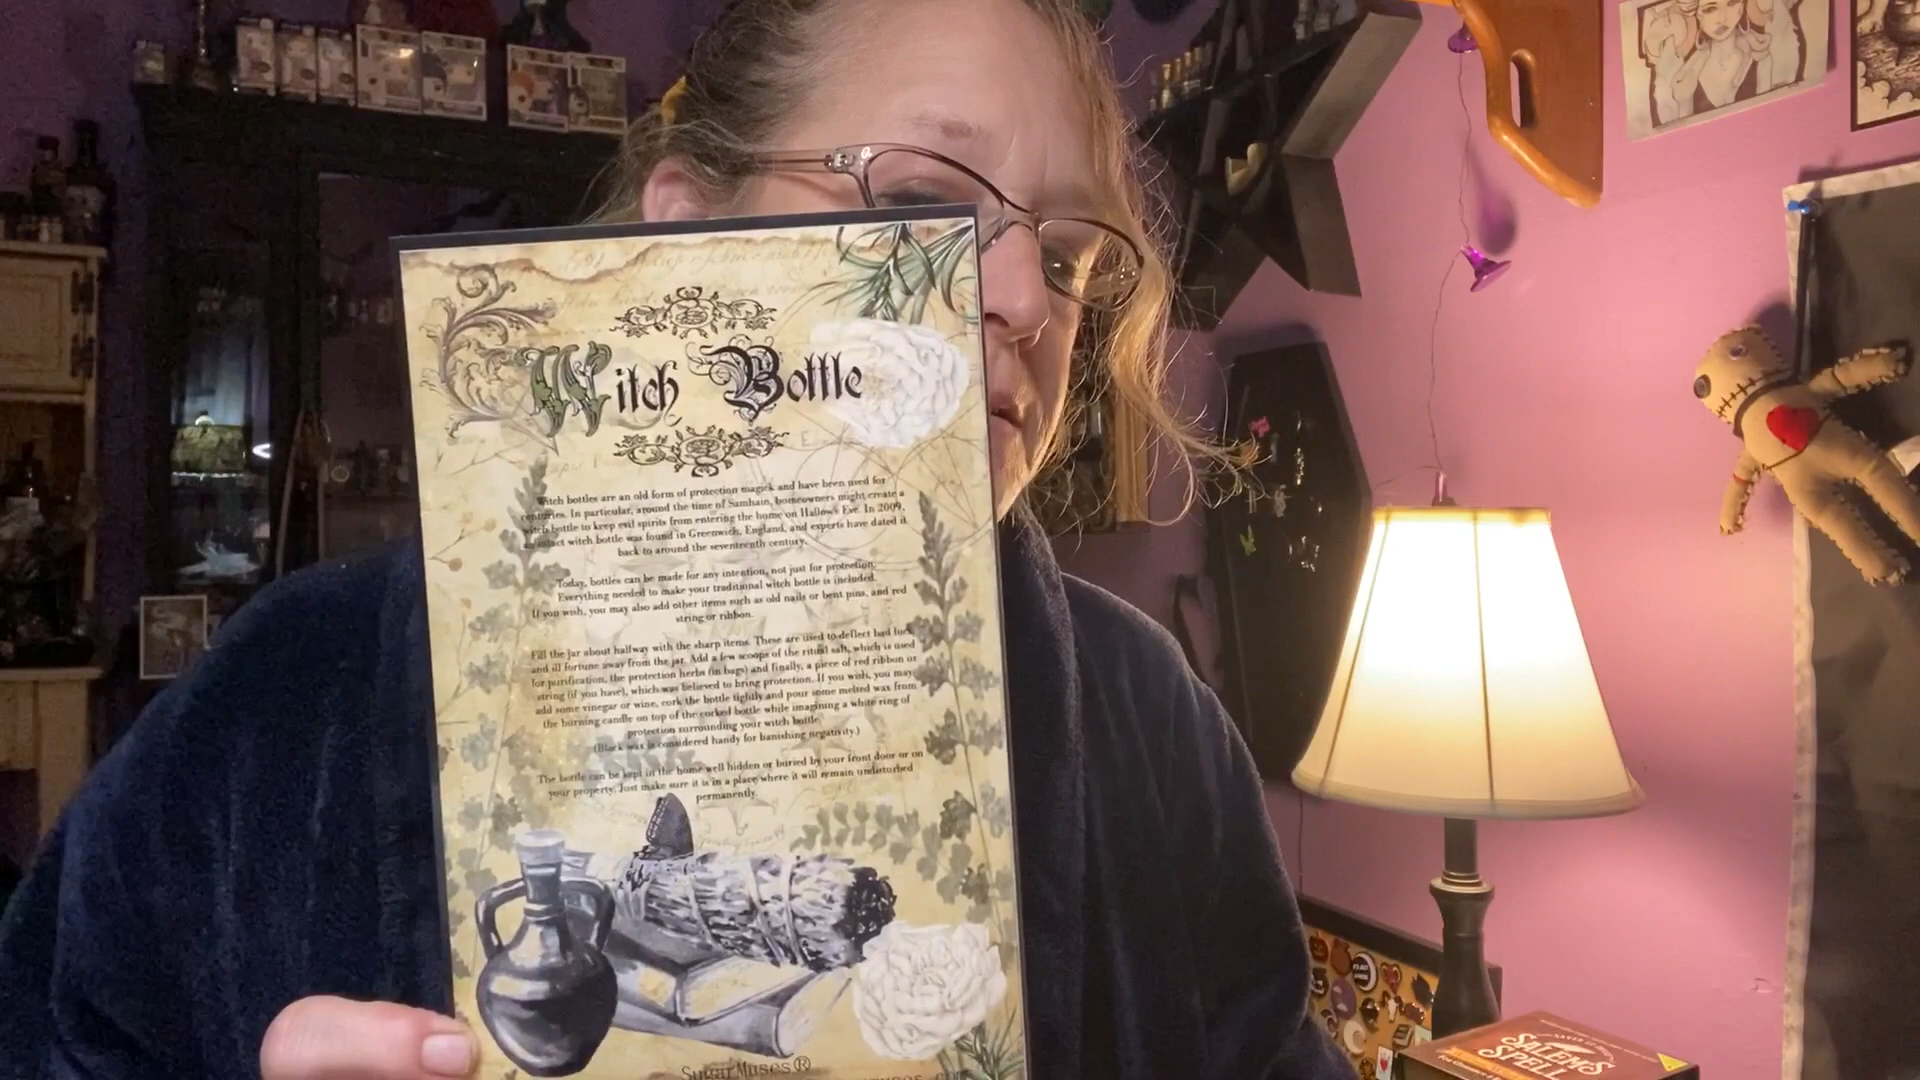 Witch Bottle
Witch bottles are an old form of protection magick and have been used for
centuries. In particular, around the time of Samhain, homeowners might create a
witch bottle to keep evil spirits from entering the home on Hallow's Eve. In 2009,
an intact witch bottle was found in Greenwich, England, and experts have dated it
back to around the seventeenth century.
Today, bottles can be made for any intention, not just for protection.
Everything needed to make your traditional witch bottle is included.
If you wish, you may also add other items such as old nails or bent pins, and red
string or ribbon.
Fill the jar about halfway with the sharp items. These are used to deflect bad luck
and ill fortune away from the jar. Add a few scoops of the ritual salt, which is used
for purification, the protection herbs (in bags) and finally, a piece of red ribbon or
string (if you have), which was believed to bring protection. If you wish, you may
add some vinegar or wine, cork the bottle tightly and pour some melted wax from
the burning candle on top of the corked bottle while imagining a white ring of
protection surrounding your witch bottle.
(Black wax is considered handy for banishing negativity.)
The bottle can be kept in the home well hidden or buried by your front door or on
your property. Just make sure it is in a place where it will remain undisturbed
permanently.
SugarMuses®
SALEM'S
SPELL